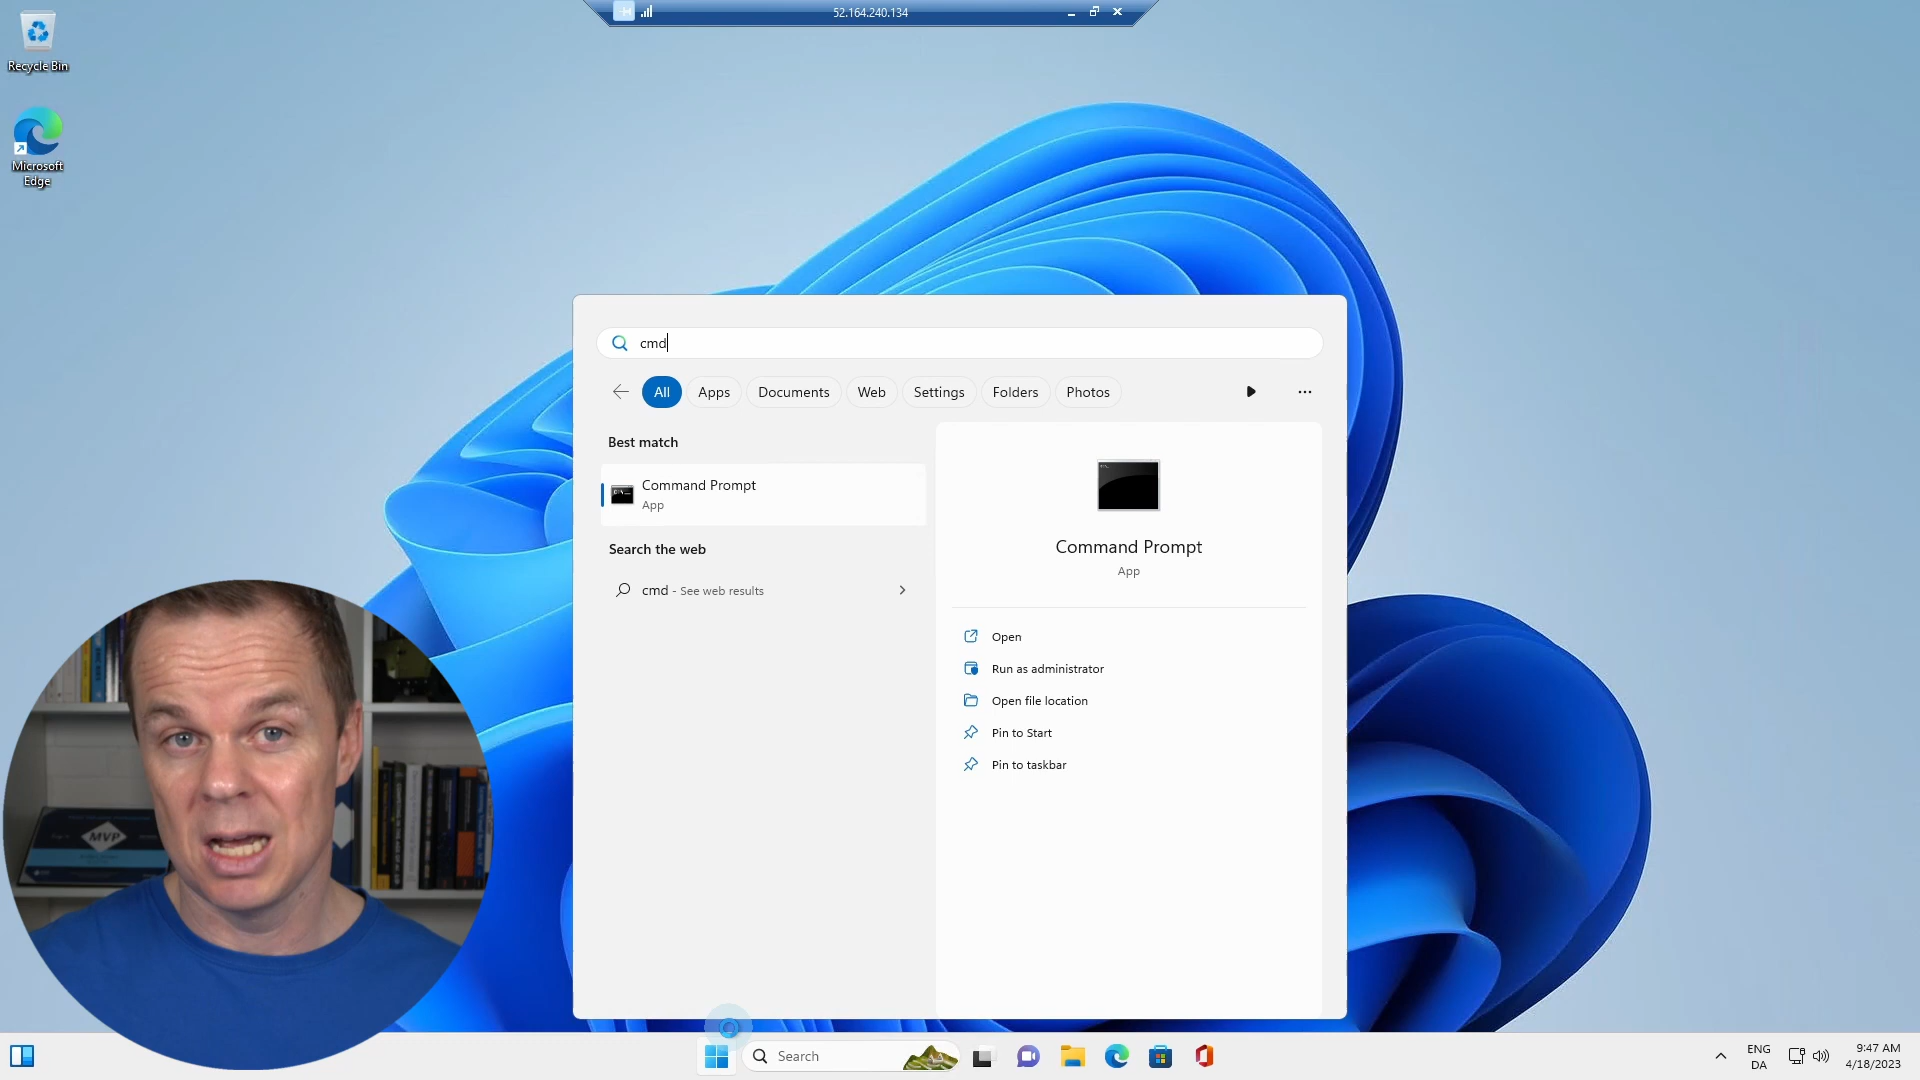 52.164.240.134
Recycle Bin
Microsoft
Edge
cmd
All
Apps
Documents
Web
Settings
Folders
Photos
Best match
Command Prompt
App
Search the web
cmd - See web results
Command Prompt
App
Open
Run as administrator
Open file location
Pin to Start
Pin to taskbar
MVP
Search
ENG
DA
9:47 AM
4/18/2023